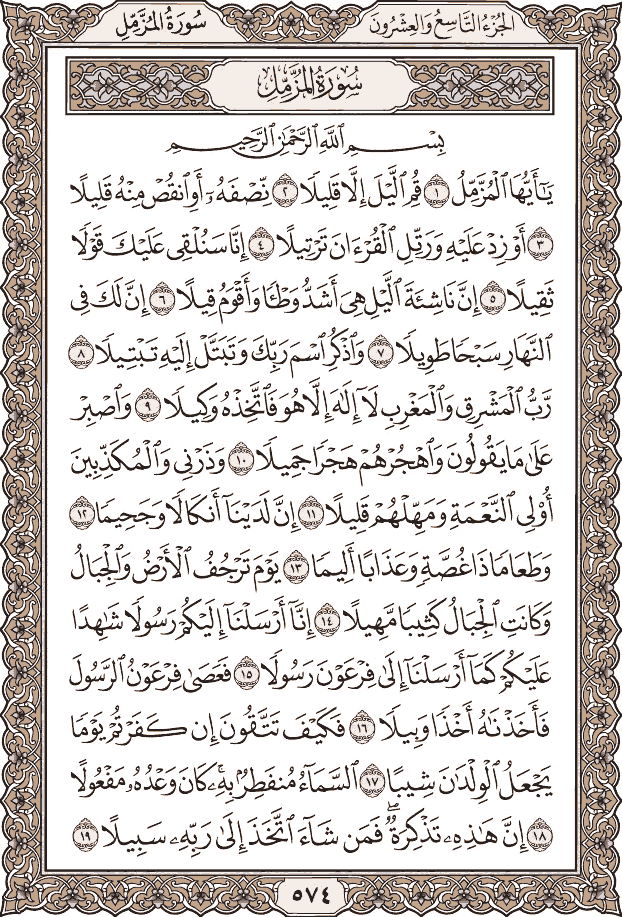 الجُزْءُ التَّاسِعُ وَالعِشْرُونَ
سُورَةُ المُزَّمِّلِ
سُورَةُ المُزَّمِّلِ
بِسْمِ ٱللَّهِ ٱلرَّحْمَٰنِ ٱلرَّحِيمِ
يَٰٓأَيُّهَا ٱلْمُزَّمِّلُ ١ قُمِ ٱلَّيْلَ إِلَّا قَلِيلًا ٢ نِّصْفَهُۥٓ أَوِ ٱنقُصْ مِنْهُ قَلِيلًا
٣ أَوْ زِدْ عَلَيْهِ وَرَتِّلِ ٱلْقُرْءَانَ تَرْتِيلًا ٤ إِنَّا سَنُلْقِى عَلَيْكَ قَوْلًا
ثَقِيلًا ٥ إِنَّ نَاشِئَةَ ٱلَّيْلِ هِىَ أَشَدُّ وَطْـًٔا وَأَقْوَمُ قِيلًا ٦ إِنَّ لَكَ فِى
ٱلنَّهَارِ سَبْحًا طَوِيلًا ٧ وَٱذْكُرِ ٱسْمَ رَبِّكَ وَتَبَتَّلْ إِلَيْهِ تَبْتِيلًا ٨
رَّبُّ ٱلْمَشْرِقِ وَٱلْمَغْرِبِ لَآ إِلَٰهَ إِلَّا هُوَ فَٱتَّخِذْهُ وَكِيلًا ٩ وَٱصْبِرْ
عَلَىٰ مَا يَقُولُونَ وَٱهْجُرْهُمْ هَجْرًا جَمِيلًا ١٠ وَذَرْنِى وَٱلْمُكَذِّبِينَ
أُو۟لِى ٱلنَّعْمَةِ وَمَهِّلْهُمْ قَلِيلًا ١١ إِنَّ لَدَيْنَآ أَنكَالًا وَجَحِيمًا ١٢
وَطَعَامًا ذَا غُصَّةٍ وَعَذَابًا أَلِيمًا ١٣ يَوْمَ تَرْجُفُ ٱلْأَرْضُ وَٱلْجِبَالُ
وَكَانَتِ ٱلْجِبَالُ كَثِيبًا مَّهِيلًا ١٤ إِنَّآ أَرْسَلْنَآ إِلَيْكُمْ رَسُولًا شَٰهِدًا
عَلَيْكُمْ كَمَآ أَرْسَلْنَآ إِلَىٰ فِرْعَوْنَ رَسُولًا ١٥ فَعَصَىٰ فِرْعَوْنُ ٱلرَّسُولَ
فَأَخَذْنَٰهُ أَخْذًا وَبِيلًا ١٦ فَكَيْفَ تَتَّقُونَ إِن كَفَرْتُمْ يَوْمًا
يَجْعَلُ ٱلْوِلْدَٰنَ شِيبًا ١٧ ٱلسَّمَآءُ مُنفَطِرٌۢ بِهِۦ ۚ كَانَ وَعْدُهُۥ مَفْعُولًا
١٨ إِنَّ هَٰذِهِۦ تَذْكِرَةٌ ۖ فَمَن شَآءَ ٱتَّخَذَ إِلَىٰ رَبِّهِۦ سَبِيلًا ١٩
٥٧٤